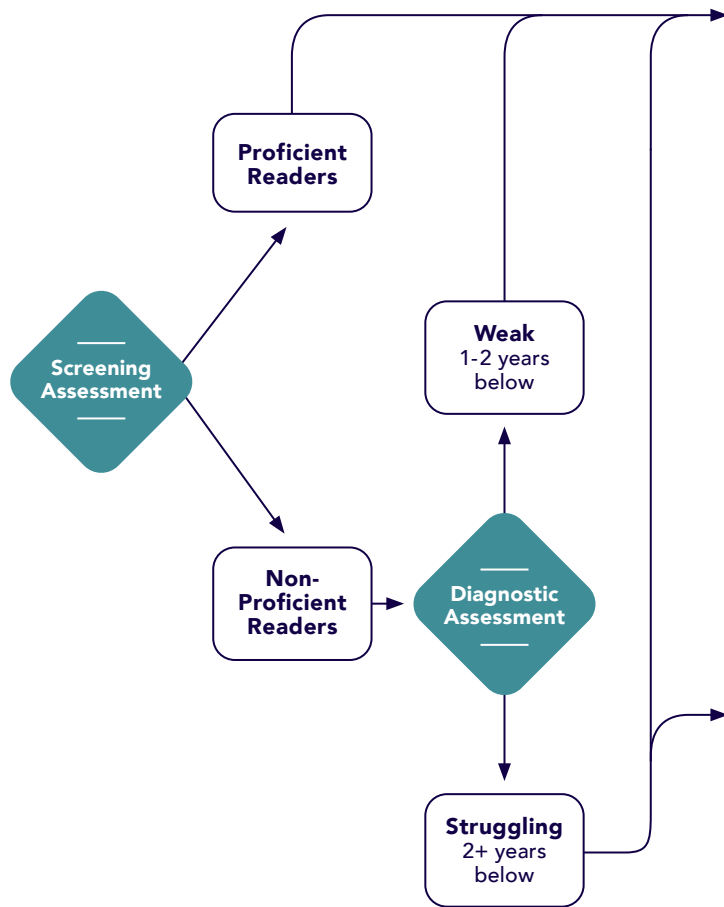 Proficient
Readers
Screening
Assessment
Non-
Proficient
Readers
Weak
1-2 years
below
Diagnostic
Assessment
Struggling
2+ years
below